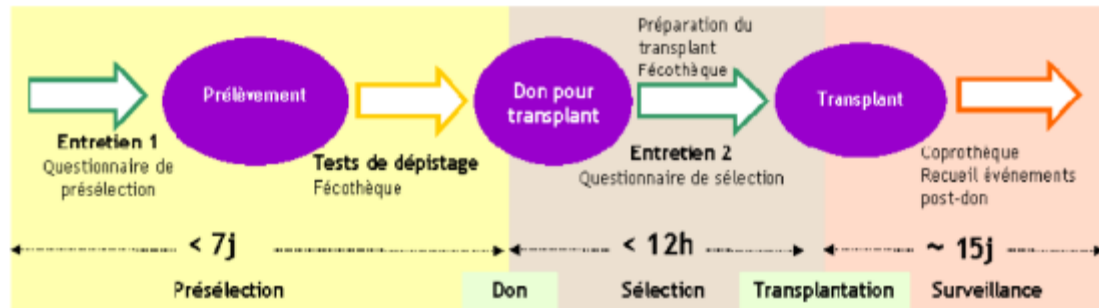 Prélèvement
Entretien 1
Questionnaire de
présélection
Tests de dépistage
Fécothèque
Don pour
transplant
Préparation du
transplant
Fécothèque
Entretien 2
Questionnaire de sélection
Transplant
Coprothèque
Recueil événements
post-don
< 7j
< 12h
~ 15j
Présélection
Don
Sélection
Transplantation
Surveillance